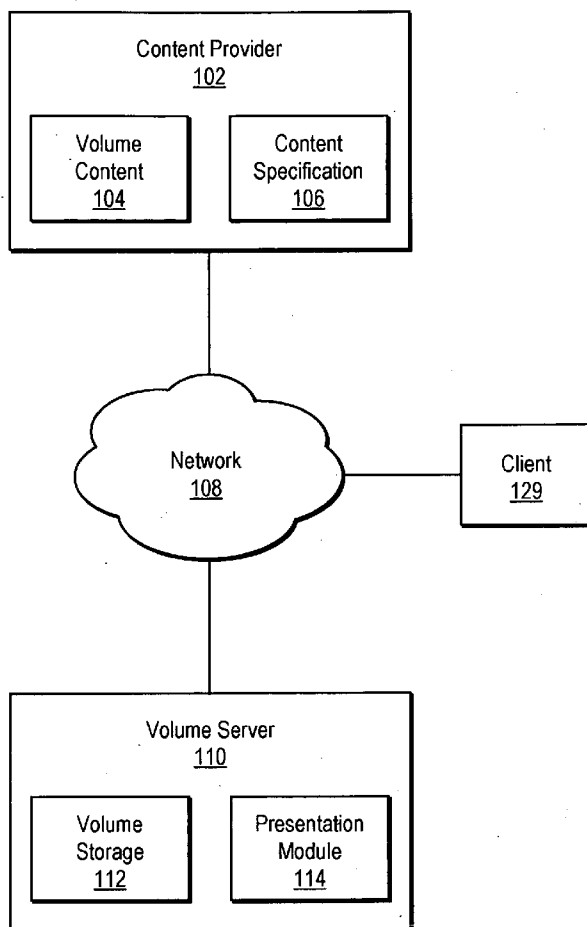 Content Provider
102
Volume
Content
104
Content
Specification
106
Network
108
Client
129
Volume Server
110
Volume
Storage
112
Presentation
Module
114